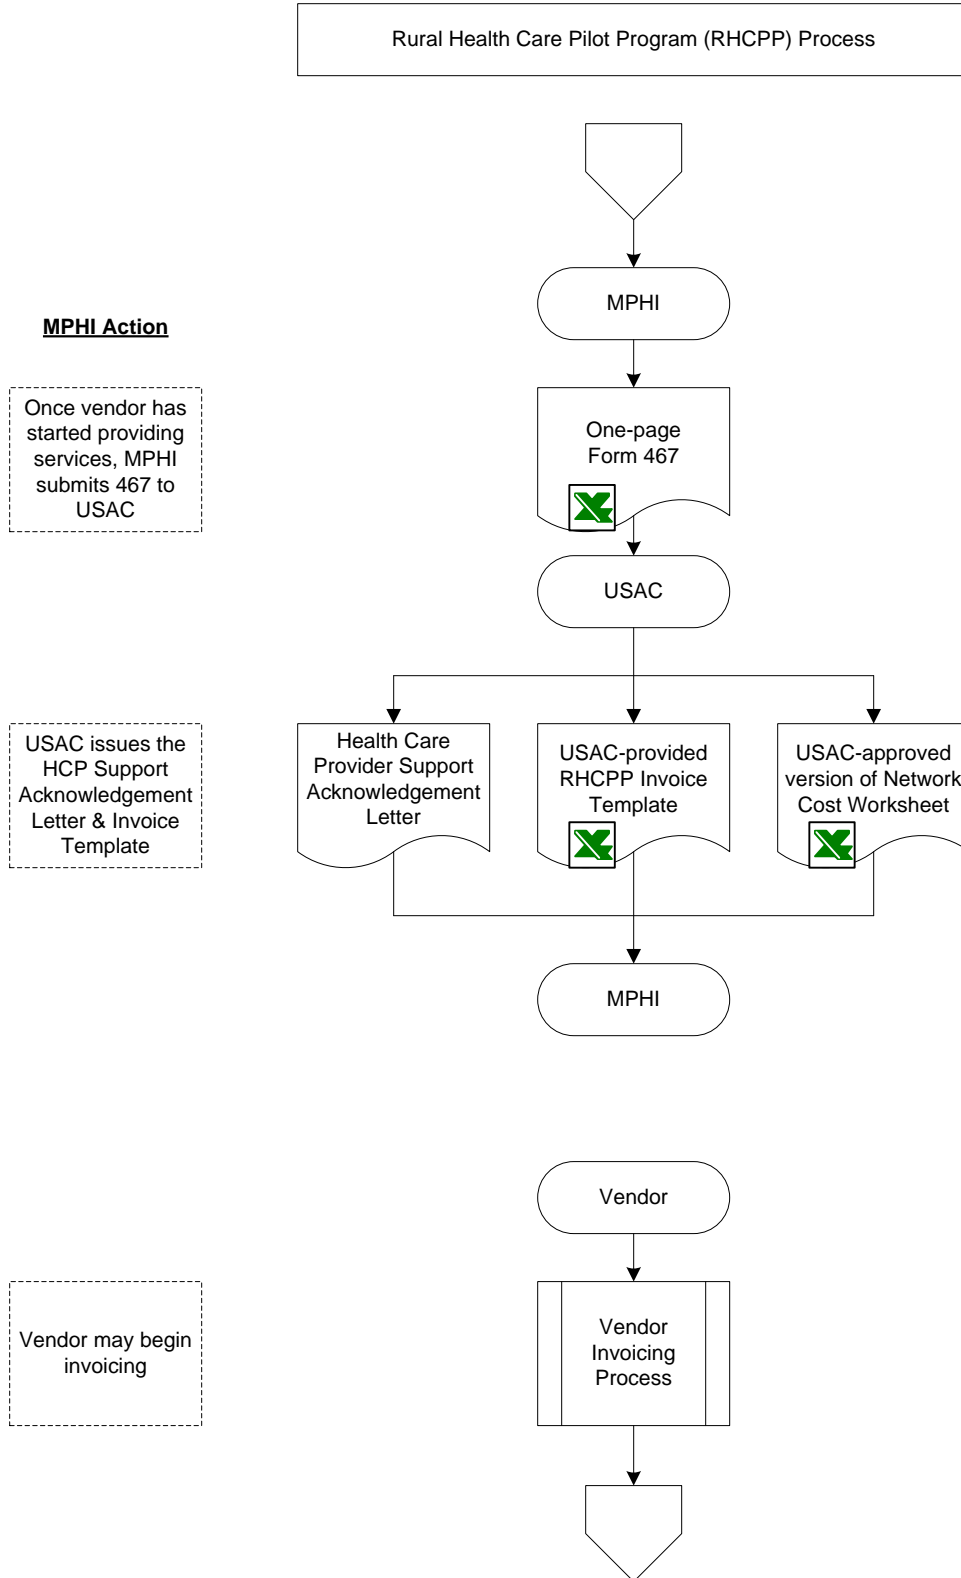 Rural Health Care Pilot Program (RHCPP) Process
MPHI
MPHI Action
Once vendor has
started providing
services, MPHI
submits 467 to
USAC
One-page
Form 467
USAC
USAC issues the
HCP Support
Acknowledgement
Letter & Invoice
Template
Health Care
Provider Support
Acknowledgement
Letter
USAC-provided
RHCPP Invoice
Template
USAC-approved
version of Network
Cost Worksheet
MPHI
Vendor
Vendor may begin
invoicing
Vendor
Invoicing
Process